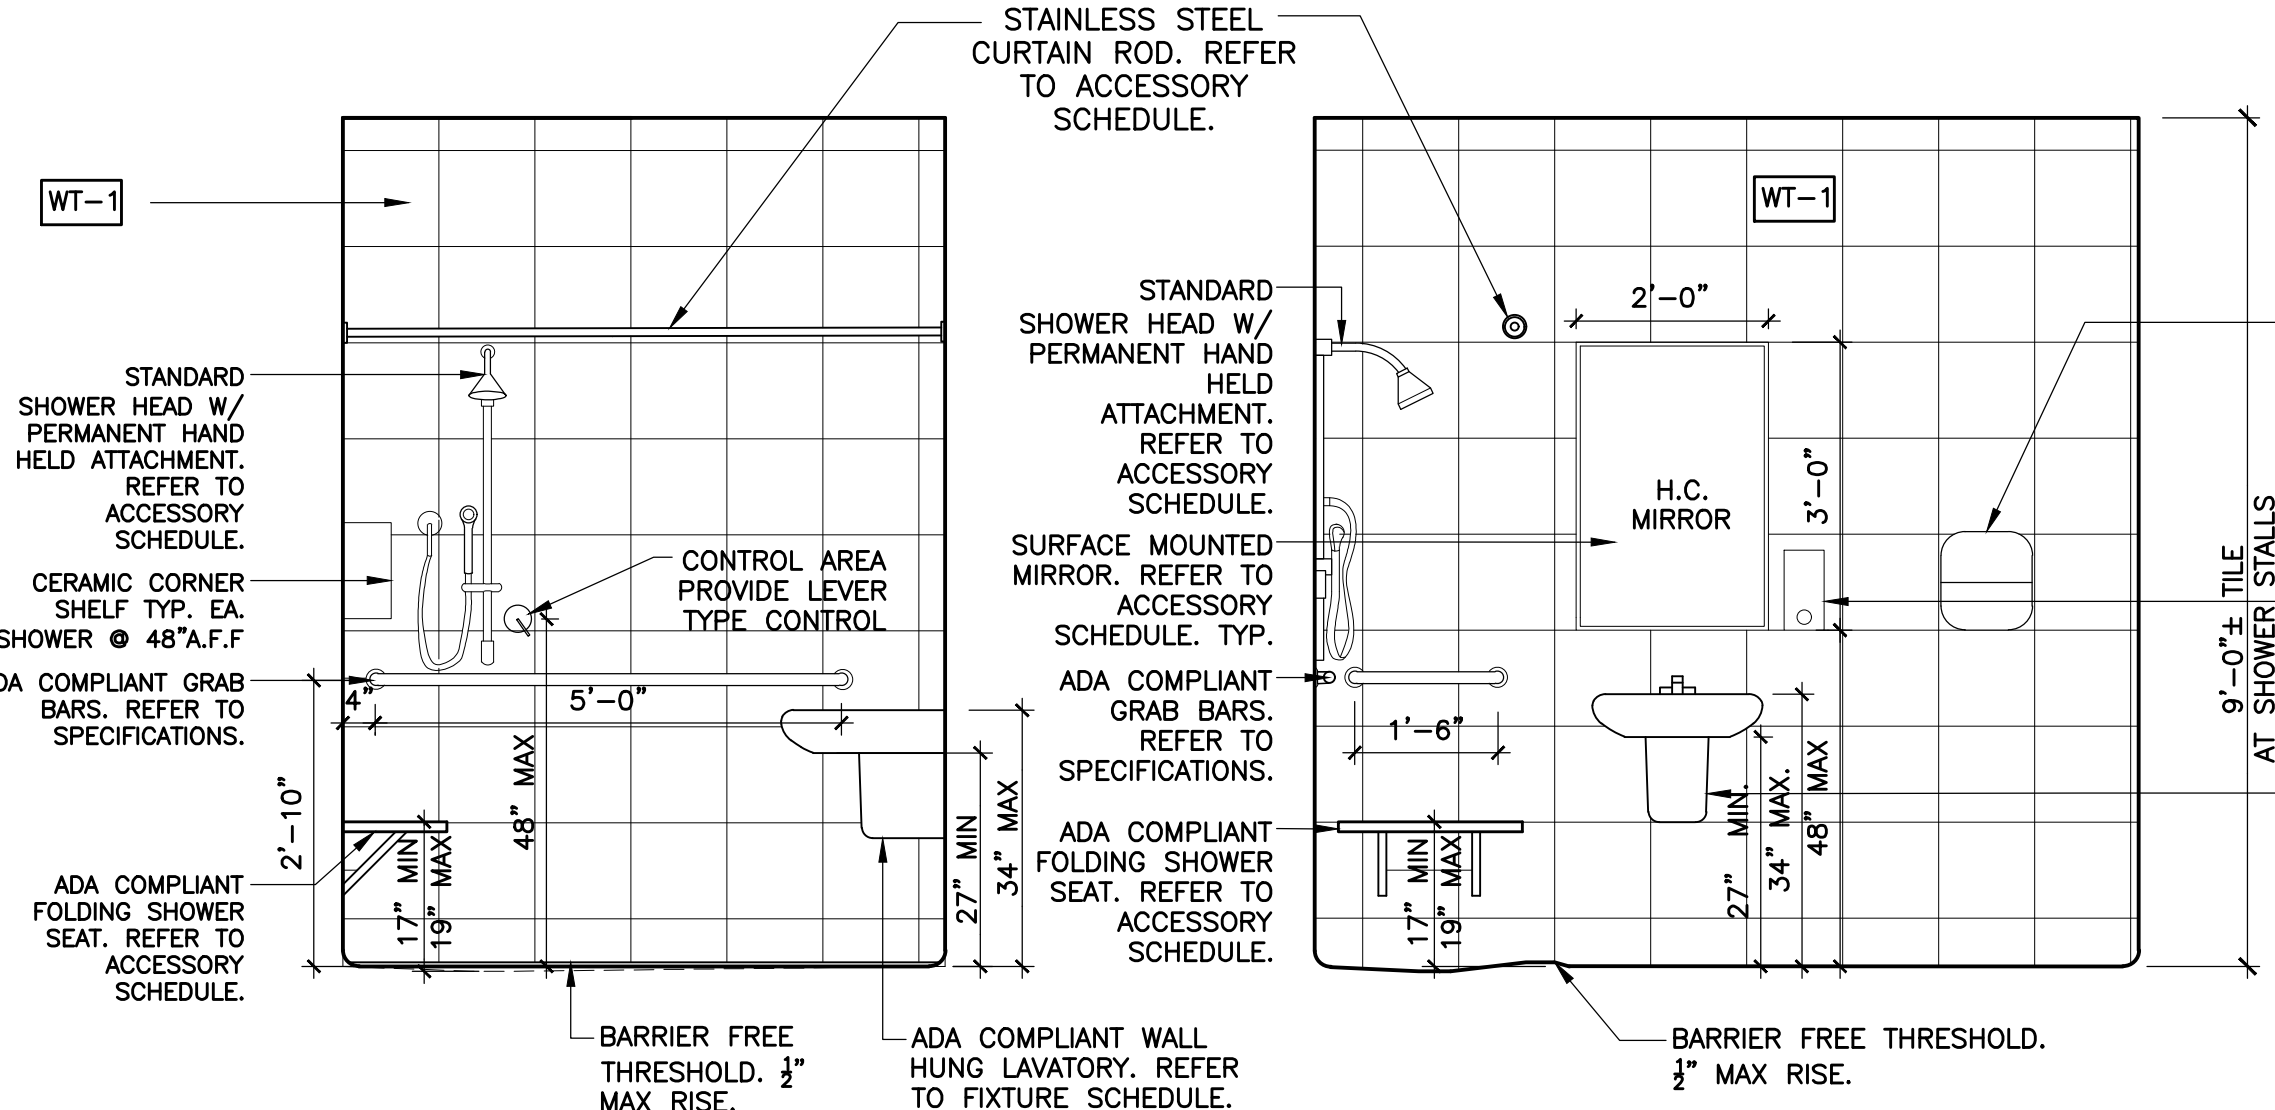 STAINLESS STEEL
CURTAIN ROD. REFER
TO ACCESSORY
SCHEDULE.
WT-1
STANDARD
SHOWER HEAD W/
PERMANENT HAND
HELD ATTACHMENT.
REFER TO
ACCESSORY
SCHEDULE.
CERAMIC CORNER
SHELF TYP. EA.
SHOWER @ 48"A.F.F
ADA COMPLIANT GRAB
BARS. REFER TO
SPECIFICATIONS.
2'-10"
ADA COMPLIANT
FOLDING SHOWER
SEAT. REFER TO
ACCESSORY
SCHEDULE.
CONTROL AREA
PROVIDE LEVER
TYPE CONTROL
4"
5'-0"
48" MAX
17" MIN
19" MAX
27" MIN
34" MAX
BARRIER FREE
THRESHOLD. ½"
MAX RISE.
ADA COMPLIANT WALL
HUNG LAVATORY. REFER
TO FIXTURE SCHEDULE.
WT-1
STANDARD
SHOWER HEAD W/
PERMANENT HAND
HELD
ATTACHMENT.
REFER TO
ACCESSORY
SCHEDULE.
SURFACE MOUNTED
MIRROR. REFER TO
ACCESSORY
SCHEDULE. TYP.
ADA COMPLIANT
GRAB BARS.
REFER TO
SPECIFICATIONS.
ADA COMPLIANT
FOLDING SHOWER
SEAT. REFER TO
ACCESSORY
SCHEDULE.
2'-0"
H.C.
MIRROR
3'-0"
1'-6"
17" MIN
19" MAX
27" MIN.
34" MAX.
48" MAX
9'-0"± TILE
AT SHOWER STALLS
BARRIER FREE THRESHOLD.
½" MAX RISE.